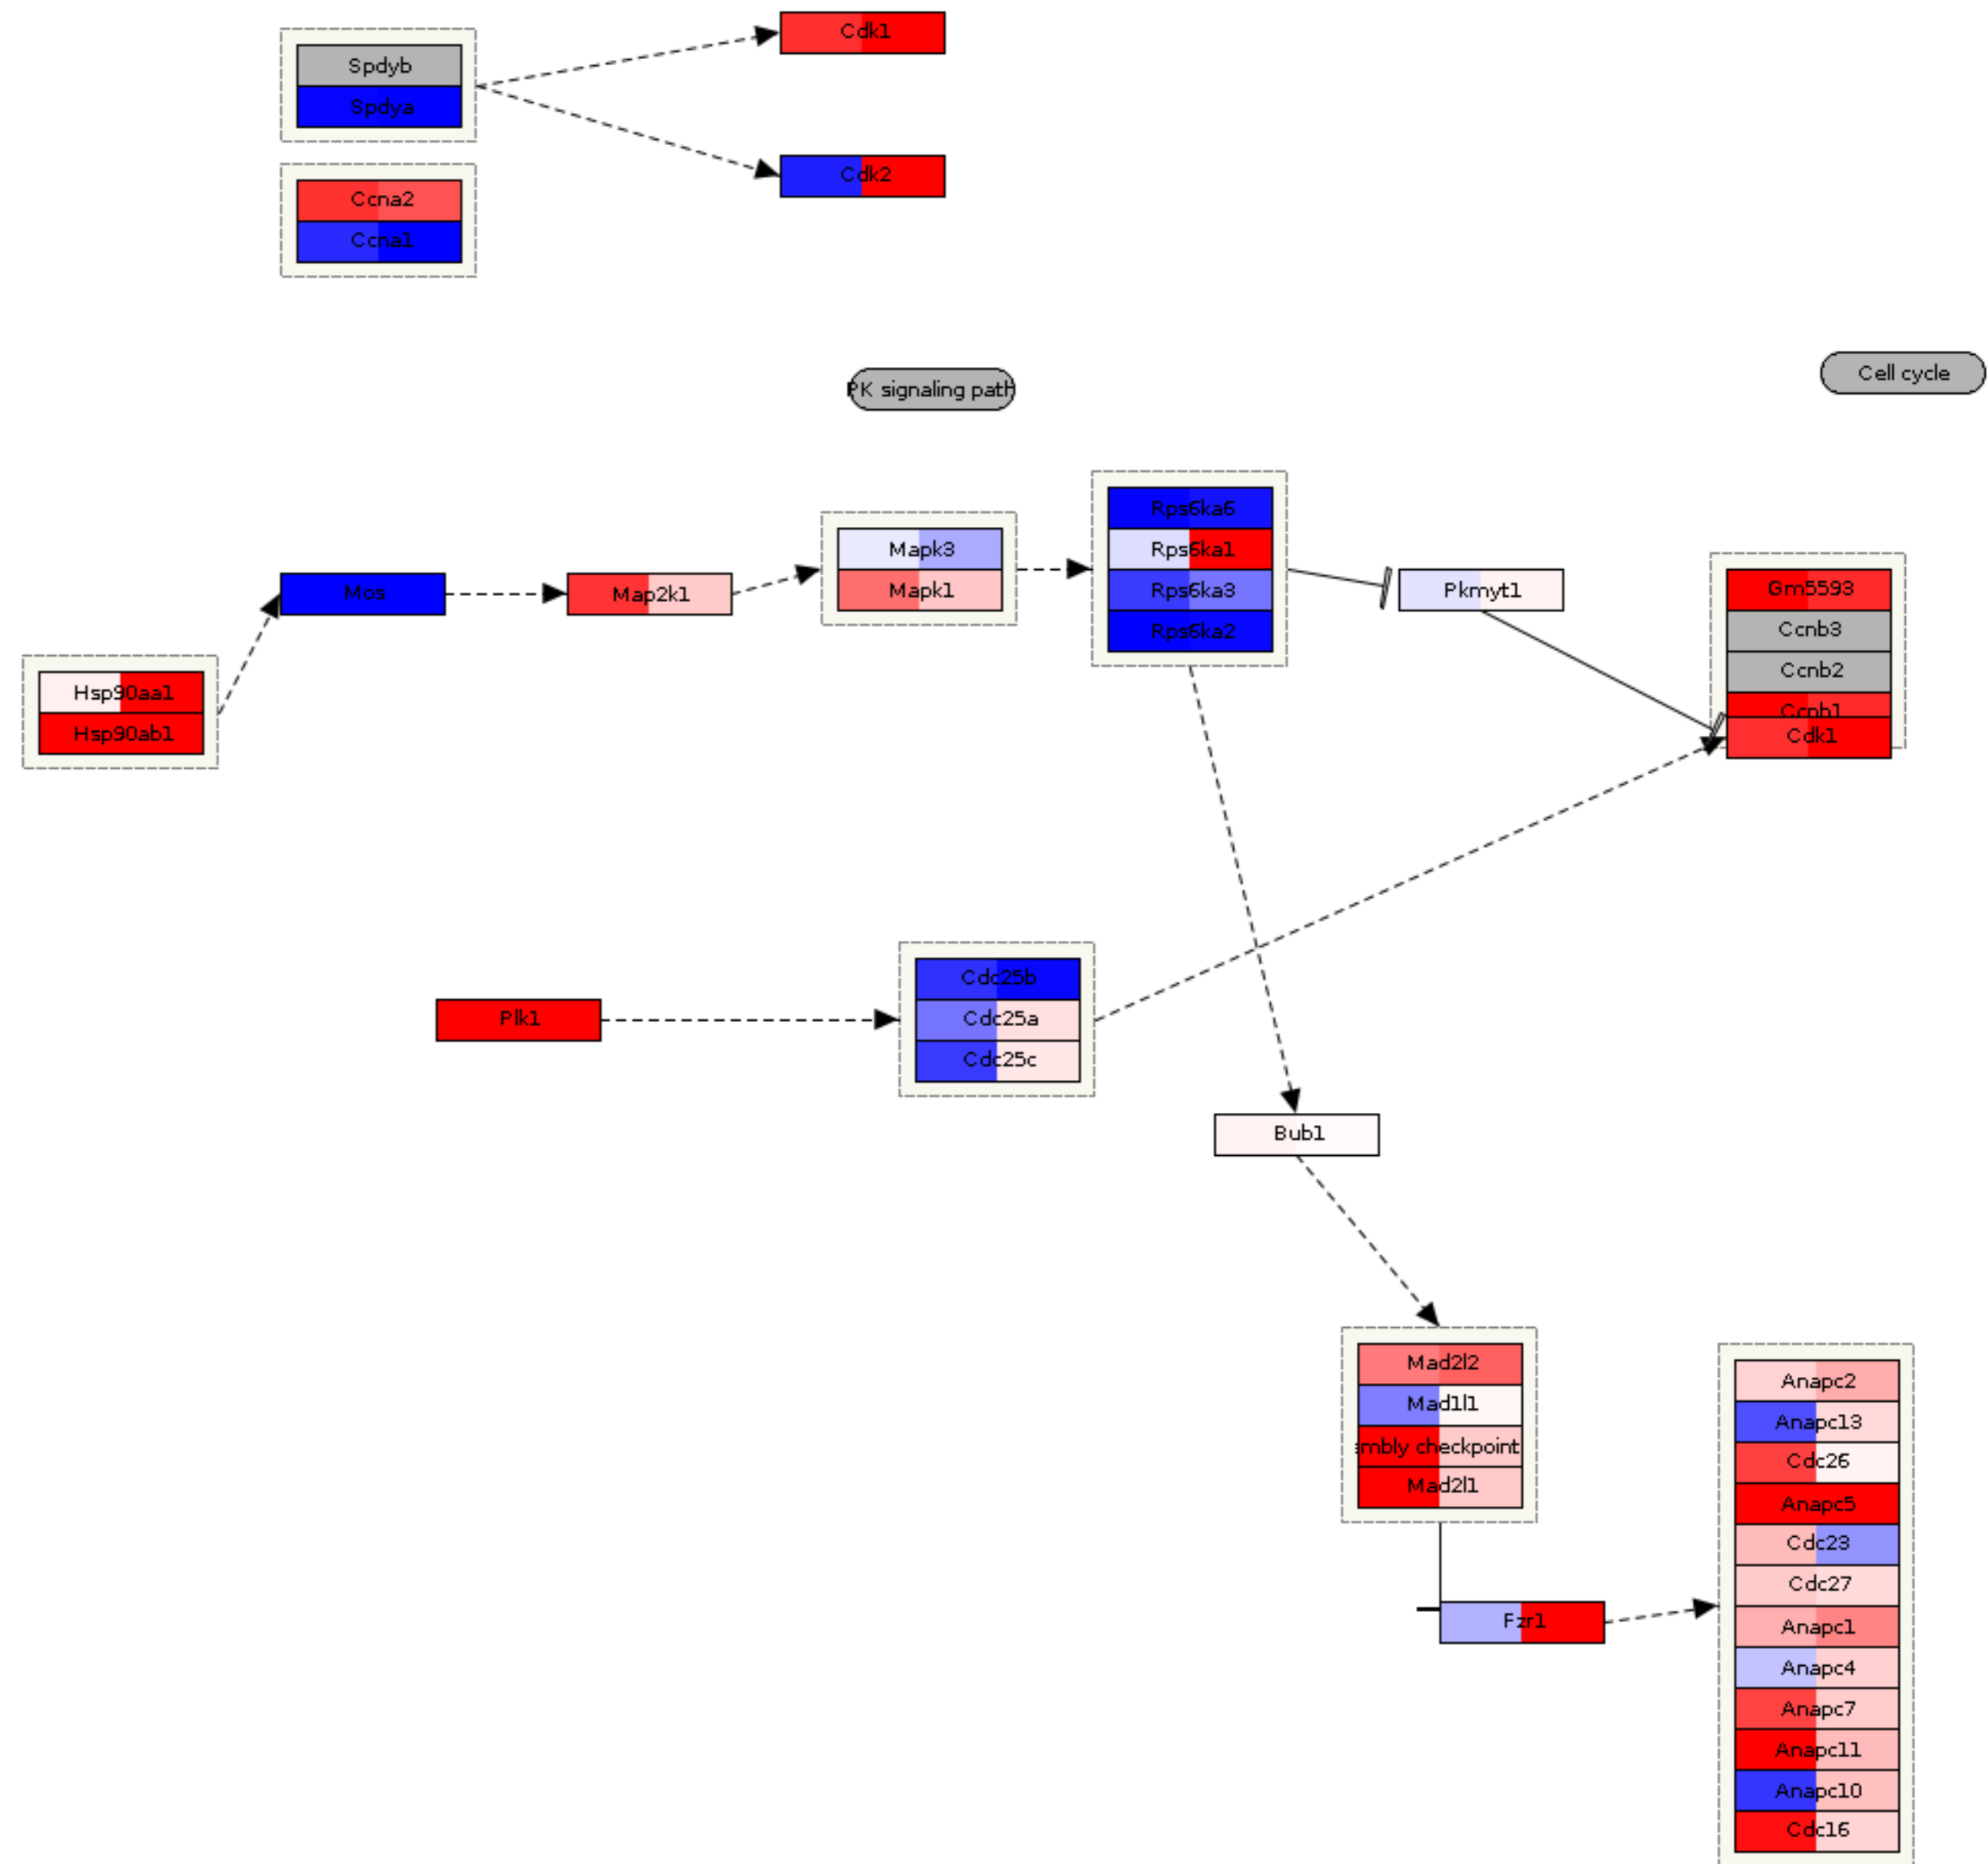 Cdk1
Spdyb
Spdya
Cdk2
Ccna2
Ccna1
PK signaling path
Cell cycle
Rps6ka6
Rps6ka1
Rps6ka3
Rps6ka2
Mapk3
Mapk1
Mos
Map2k1
Pkmyt1
Gm5593
Ccnb3
Ccnb2
Ccnb1
Cdk1
Hsp90aa1
Hsp90ab1
Cdc25b
Cdc25a
Cdc25c
Plk1
Bub1
Mad2l2
Mad1l1
embly checkpoint
Mad2l1
Fzr1
Anapc2
Anapc13
Cdc26
Anapc5
Cdc23
Cdc27
Anapc1
Anapc4
Anapc7
Anapc11
Anapc10
Cdc16